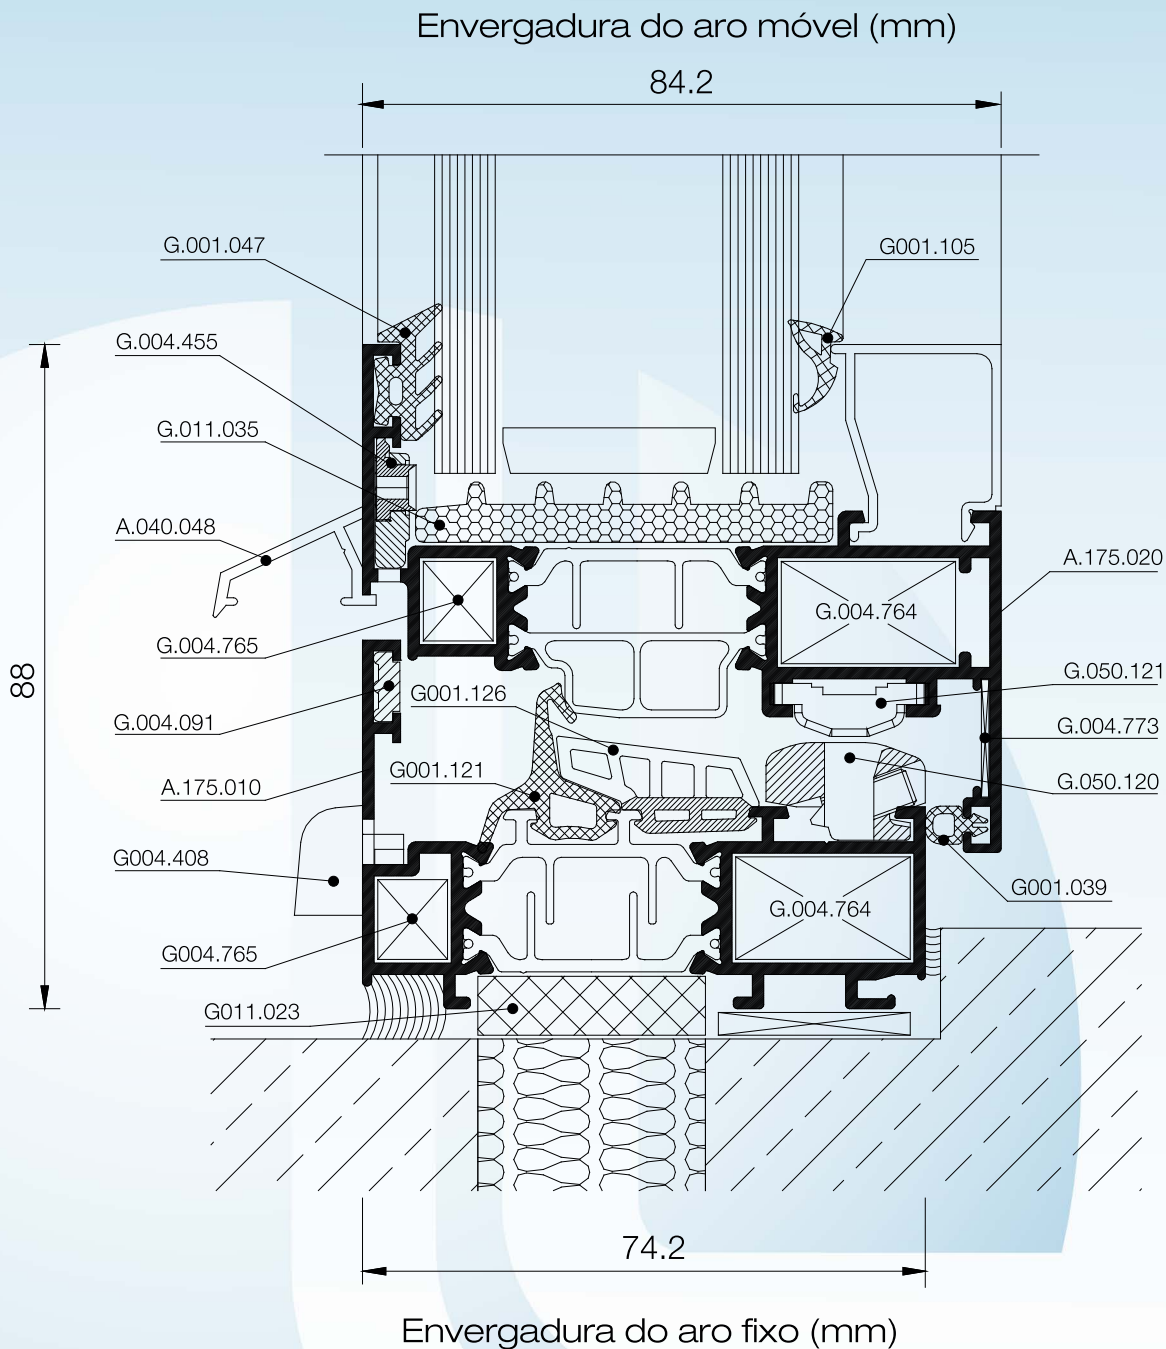 Envergadura do aro móvel (mm)
84.2
G.001.047
G001.105
G.004.455
G.011.035
A.040.048
A.175.020
G.004.764
G.004.765
G.050.121
G001.126
G.004.091
G.004.773
G001.121
A.175.010
G.050.120
88
G004.408
G001.039
G.004.764
G004.765
G011.023
74.2
Envergadura do aro fixo (mm)